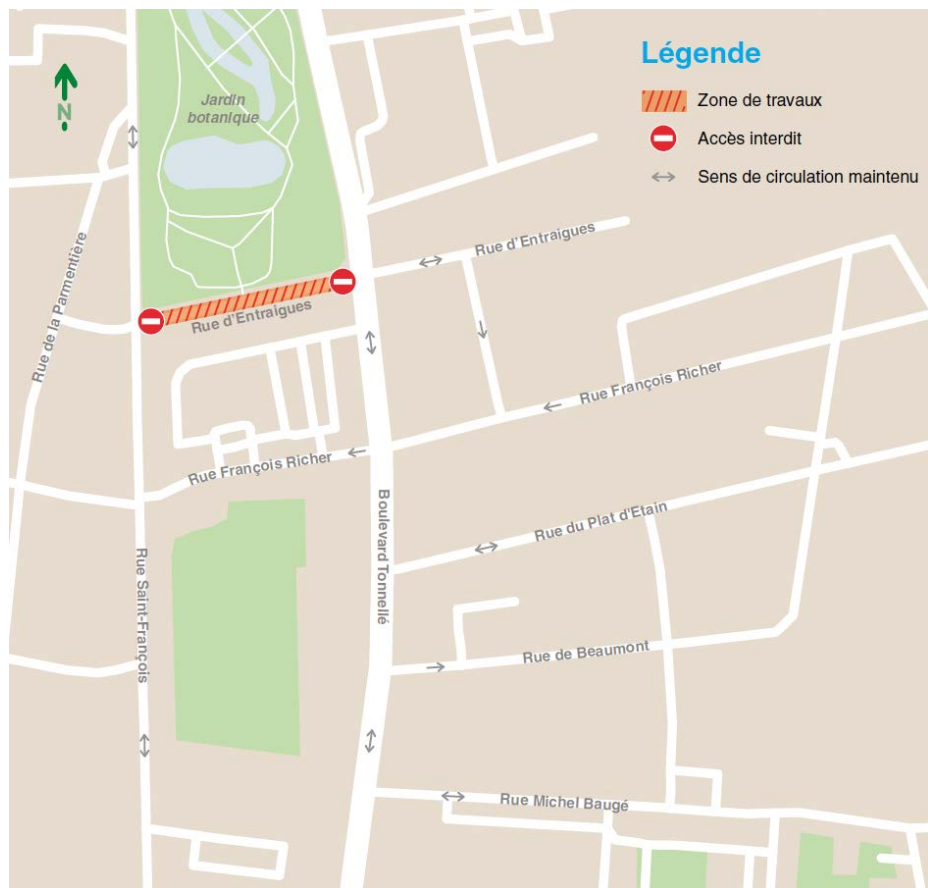 Légende
Zone de travaux
Accès interdit
Sens de circulation maintenu
N
Jardin
botanique
Rue d'Entraigues
Rue d'Entraigues
Rue de la Parmentière
Rue François Richer
Rue François Richer
Rue du Plat d'Etain
Boulevard Tonnellé
Rue Saint-François
Rue de Beaumont
Rue Michel Baugé